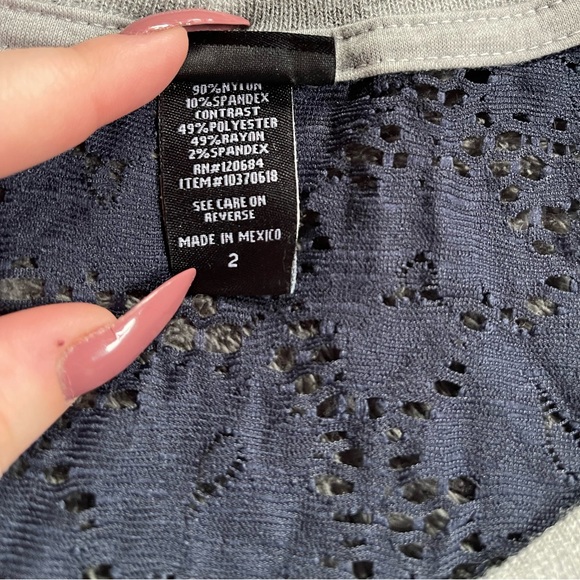 90%NYLON
10%SPANDEX
CONTRAST
49%POLYESTER
49%RAYON
2%SPANDEX
RN#120684
ITEM#10370618
SEE CARE ON
REVERSE
MADE IN MEXICO
2